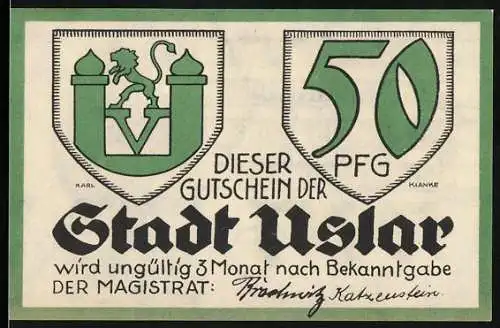 50
PFG
KARL
KLANKE
DIESER
GUTSCHEIN DER
Stadt Uslar
wird ungültig 3 Monat nach Bekanntgabe
DER MAGISTRAT: Katzenstein.